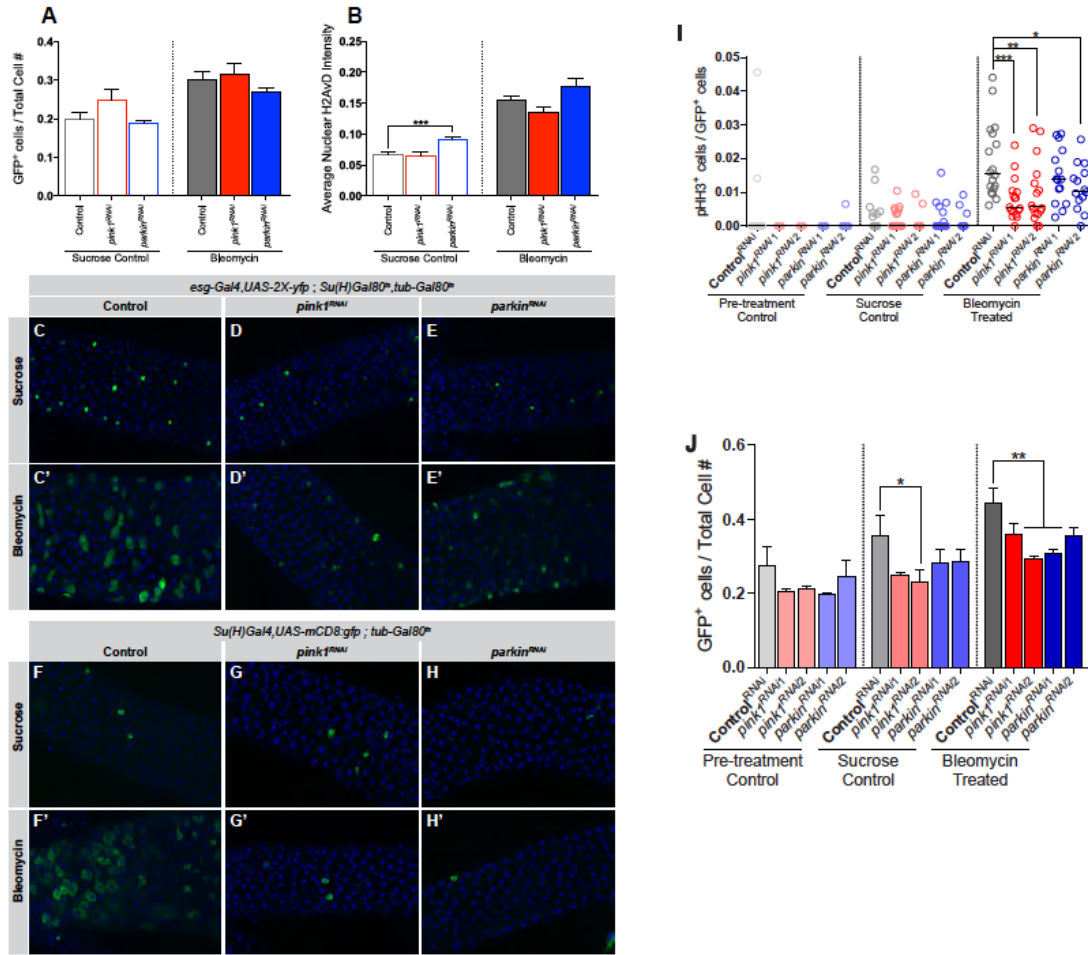 A
GFP⁺ cells / Total Cell #
0.4
0.3
0.2
0.1
0
Control
pink1ᴿᴺᴬⁱ
parkinᴿᴺᴬⁱ
Control
pink1ᴿᴺᴬⁱ
parkinᴿᴺᴬⁱ
Sucrose Control
Bleomycin
B
Average Nuclear H2AvD Intensity
0.25
0.20
0.15
0.10
0.05
0.00
***
Control
pink1ᴿᴺᴬⁱ
parkinᴿᴺᴬⁱ
Control
pink1ᴿᴺᴬⁱ
parkinᴿᴺᴬⁱ
Sucrose Control
Bleomycin
esg-Gal4,UAS-2X-yfp ; Su(H)Gal80ᵗˢ,tub-Gal80ᵗˢ
Control
pink1ᴿᴺᴬⁱ
parkinᴿᴺᴬⁱ
Sucrose
C
D
E
Bleomycin
C'
D'
E'
Su(H)Gal4,UAS-mCD8:gfp ; tub-Gal80ᵗˢ
Control
pink1ᴿᴺᴬⁱ
parkinᴿᴺᴬⁱ
Sucrose
F
G
H
Bleomycin
F'
G'
H'
I
pHH3⁺ cells / GFP⁺ cells
0.05
0.04
0.03
0.02
0.01
0.00
*
**
***
Controlᴿᴺᴬⁱ
pink1ᴿᴺᴬⁱ¹
pink1ᴿᴺᴬⁱ²
parkinᴿᴺᴬⁱ¹
parkinᴿᴺᴬⁱ²
Controlᴿᴺᴬⁱ
pink1ᴿᴺᴬⁱ¹
pink1ᴿᴺᴬⁱ²
parkinᴿᴺᴬⁱ¹
parkinᴿᴺᴬⁱ²
Controlᴿᴺᴬⁱ
pink1ᴿᴺᴬⁱ¹
pink1ᴿᴺᴬⁱ²
parkinᴿᴺᴬⁱ¹
parkinᴿᴺᴬⁱ²
Pre-treatment
Control
Sucrose
Control
Bleomycin
Treated
J
GFP⁺ cells / Total Cell #
0.6
0.4
0.2
0.0
*
**
Controlᴿᴺᴬⁱ
pink1ᴿᴺᴬⁱ¹
pink1ᴿᴺᴬⁱ²
parkinᴿᴺᴬⁱ¹
parkinᴿᴺᴬⁱ²
Controlᴿᴺᴬⁱ
pink1ᴿᴺᴬⁱ¹
pink1ᴿᴺᴬⁱ²
parkinᴿᴺᴬⁱ¹
parkinᴿᴺᴬⁱ²
Controlᴿᴺᴬⁱ
pink1ᴿᴺᴬⁱ¹
pink1ᴿᴺᴬⁱ²
parkinᴿᴺᴬⁱ¹
parkinᴿᴺᴬⁱ²
Pre-treatment
Control
Sucrose
Control
Bleomycin
Treated